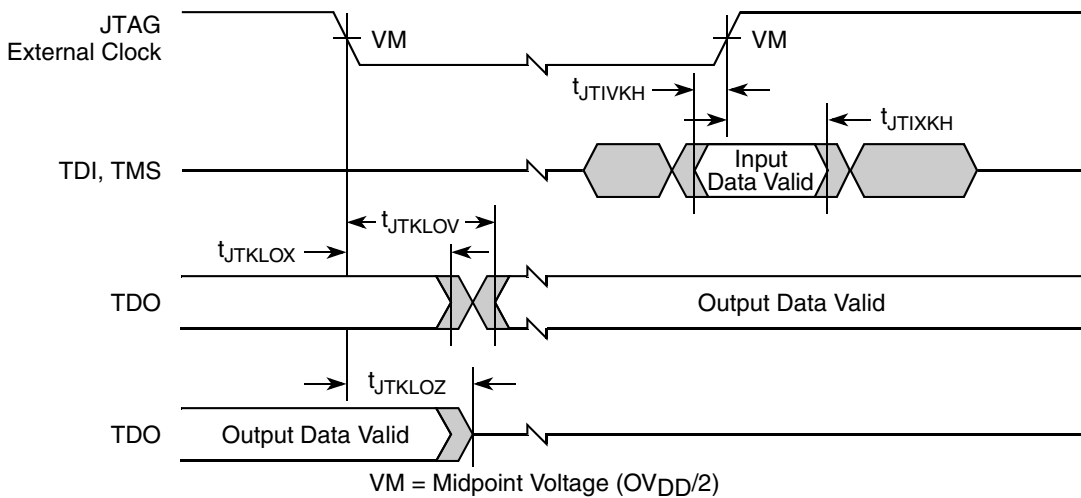 JTAG
External Clock
VM
VM
tJTIVKH
tJTIXKH
TDI, TMS
Input
Data Valid
tJTKLOV
tJTKLOX
TDO
Output Data Valid
tJTKLOZ
TDO
Output Data Valid
VM = Midpoint Voltage (OVDD/2)